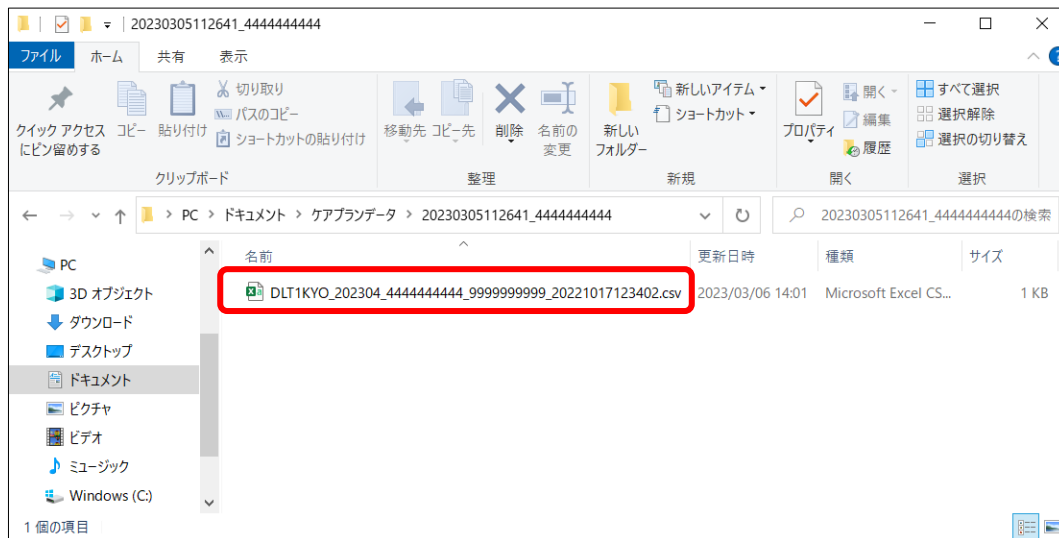 20230305112641_4444444444
ファイル ホーム 共有 表示
クイック アクセス
にピン留めする
コピー
貼り付け
切り取り
パスのコピー
ショートカットの貼り付け
クリップボード
移動先
コピー先
削除
名前の
変更
整理
新しい
フォルダー
新しいアイテム
ショートカット
新規
プロパティ
開く
編集
履歴
開く
すべて選択
選択解除
選択の切り替え
選択
PC > ドキュメント > ケアプランデータ > 20230305112641_4444444444
20230305112641_4444444444の検索
名前 更新日時 種類 サイズ
DLT1KYO_202304_4444444444_9999999999_20221017123402.csv 2023/03/06 14:01 Microsoft Excel CS... 1 KB
PC
3D オブジェクト
ダウンロード
デスクトップ
ドキュメント
ピクチャ
ビデオ
ミュージック
Windows (C:)
1 個の項目